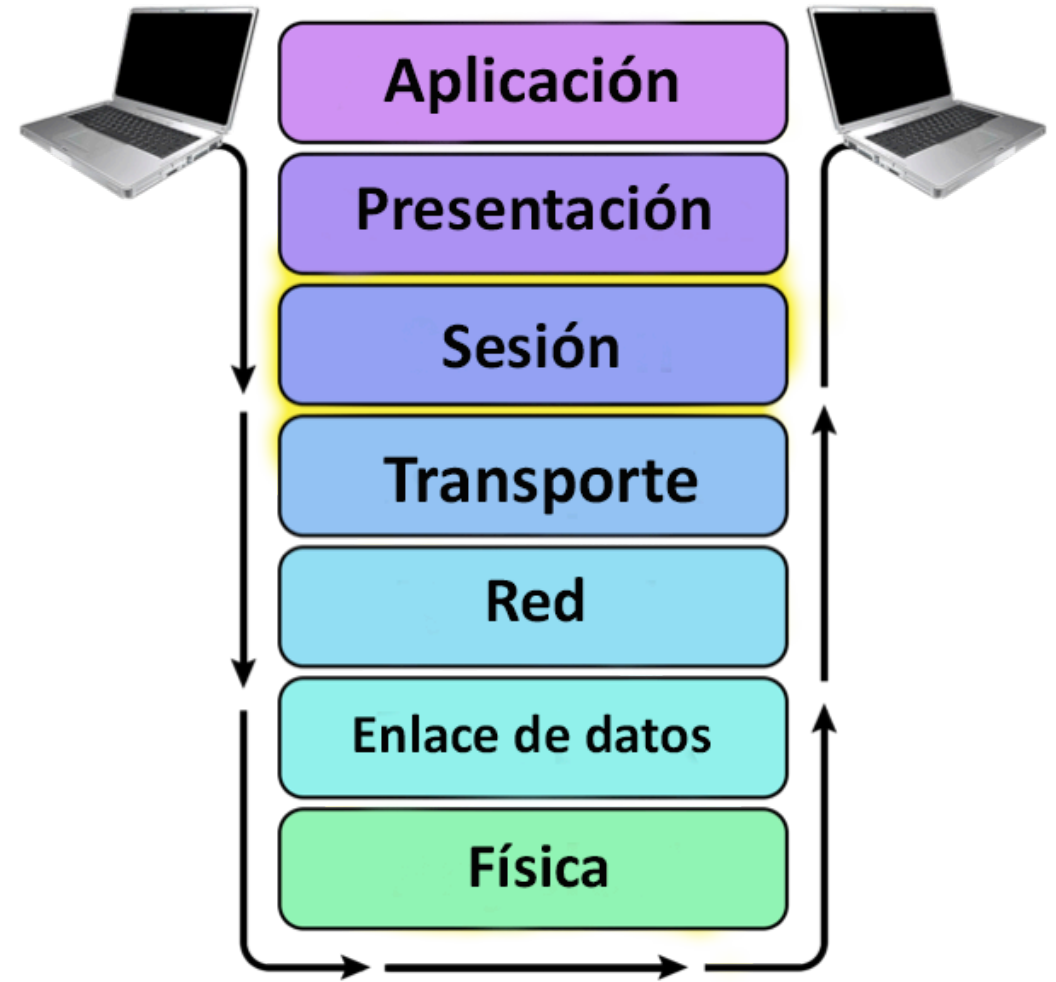 Aplicación
Presentación
Sesión
Transporte
Red
Enlace de datos
Física